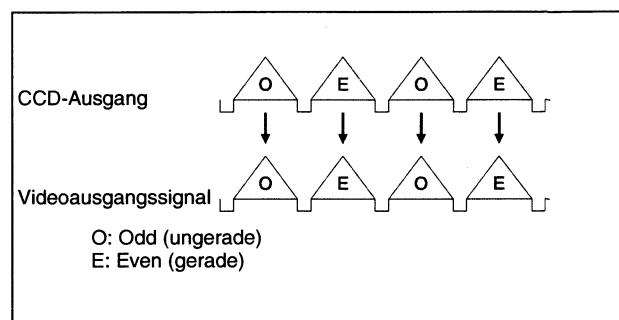 O E O E
CCD-Ausgang
O E O E
Videoausgangssignal
O: Odd (ungerade)
E: Even (gerade)